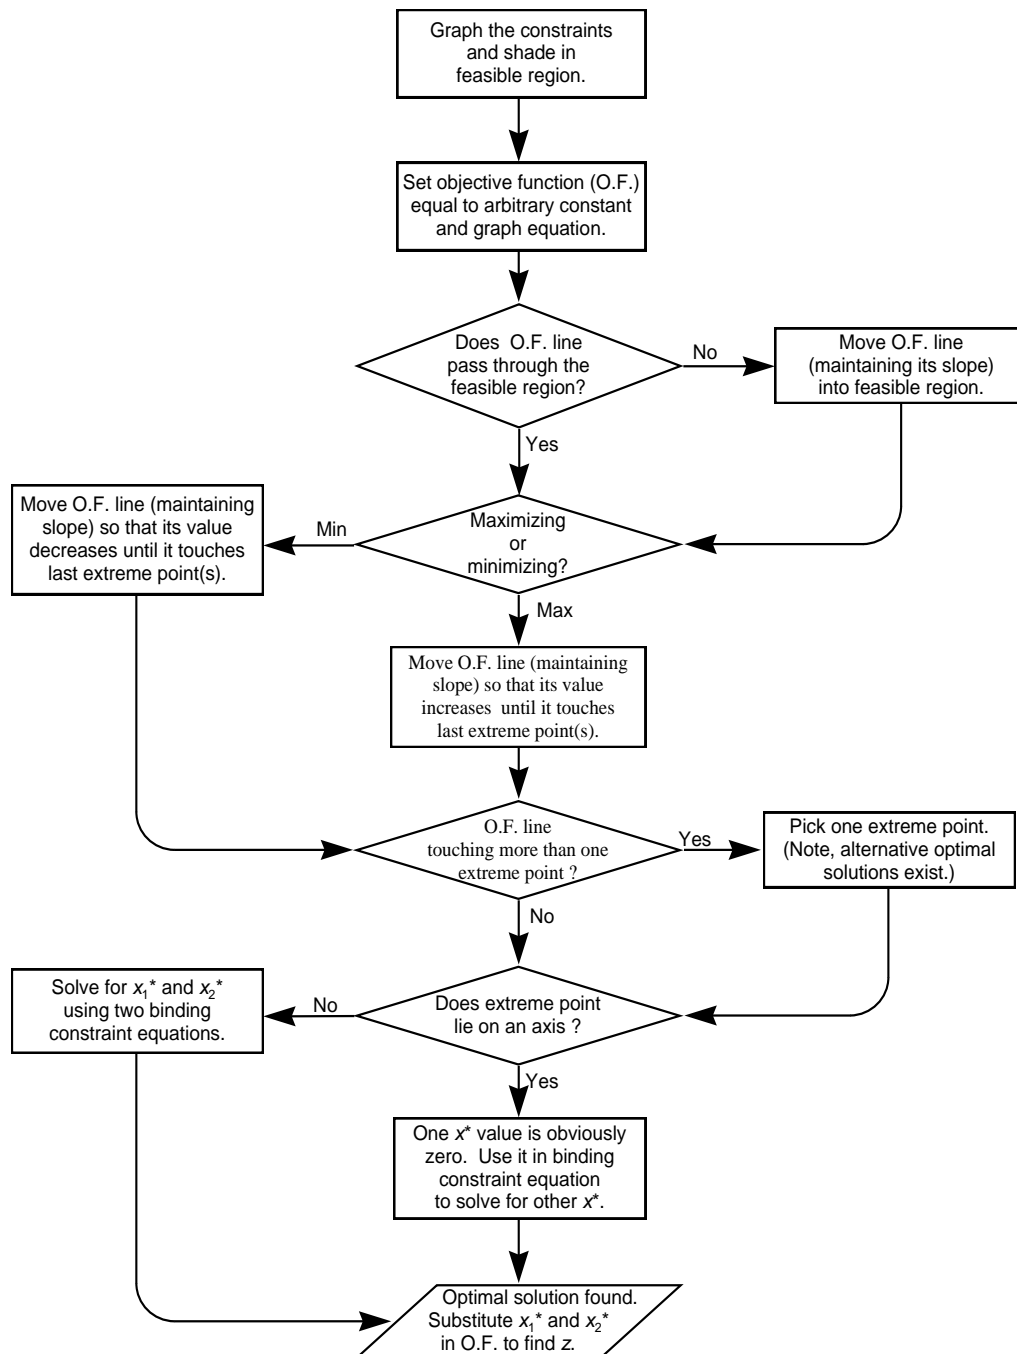 Graph the constraints
and shade in
feasible region.
Set objective function (O.F.)
equal to arbitrary constant
and graph equation.
Does O.F. line
pass through the
feasible region?
No
Move O.F. line
(maintaining its slope)
into feasible region.
Yes
Maximizing
or
minimizing?
Min
Move O.F. line (maintaining
slope) so that its value
decreases until it touches
last extreme point(s).
Max
Move O.F. line (maintaining
slope) so that its value
increases until it touches
last extreme point(s).
O.F. line
touching more than one
extreme point ?
Yes
Pick one extreme point.
(Note, alternative optimal
solutions exist.)
No
Does extreme point
lie on an axis ?
No
Solve for x₁* and x₂*
using two binding
constraint equations.
Yes
One x* value is obviously
zero. Use it in binding
constraint equation
to solve for other x*.
Optimal solution found.
Substitute x₁* and x₂*
in O.F. to find z.